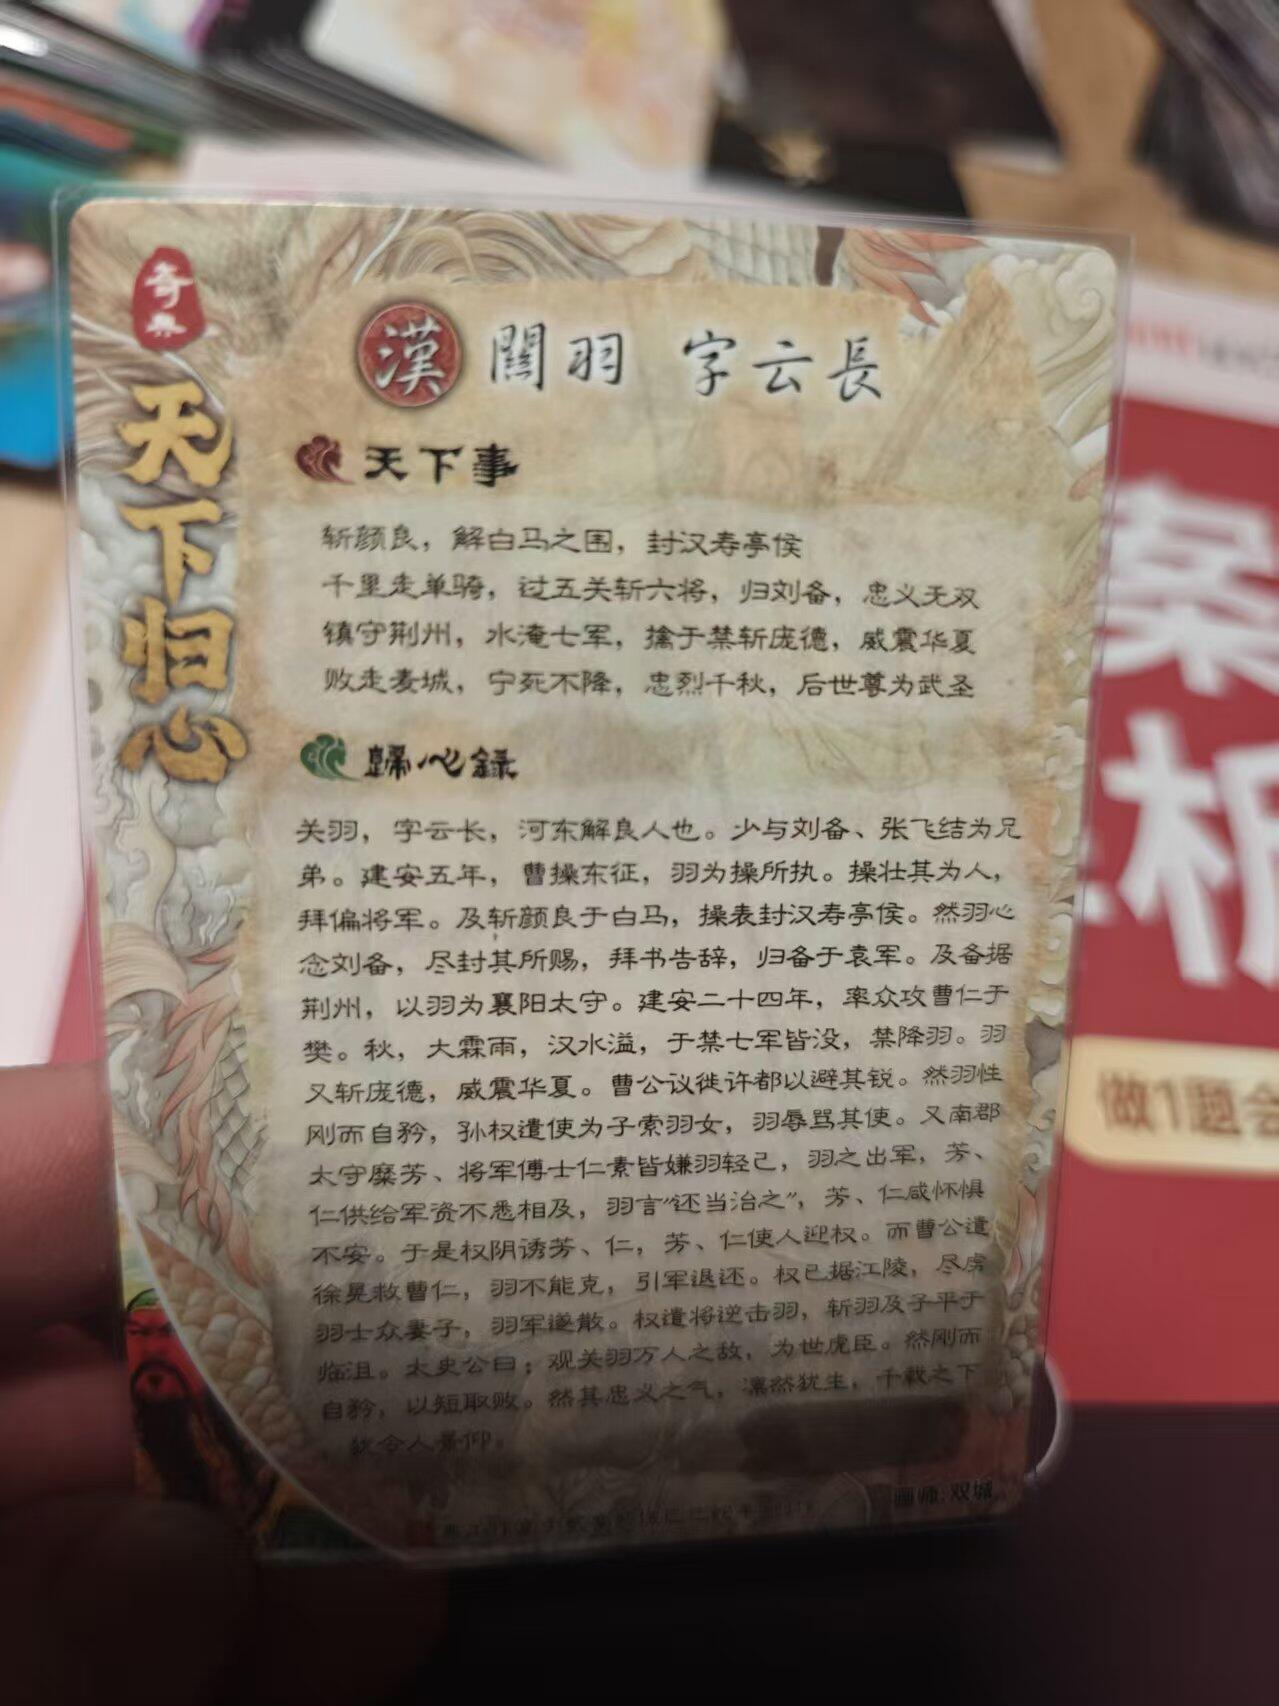 奇典
天下归心
漢 關羽 字云長
天下事
斩颜良，解白马之围，封汉寿亭侯
千里走单骑，过五关斩六将，归刘备，忠义无双
镇守荆州，水淹七军，擒于禁斩庞德，威震华夏
败走麦城，宁死不降，忠烈千秋，后世尊为武圣
歸心録
关羽，字云长，河东解良人也。少与刘备、张飞结为兄
弟。建安五年，曹操东征，羽为操所执。操壮其为人，
拜偏将军。及斩颜良于白马，操表封汉寿亭侯。然羽心
念刘备，尽封其所赐，拜书告辞，归备于袁军。及备据
荆州，以羽为襄阳太守。建安二十四年，率众攻曹仁于
樊。秋，大霖雨，汉水溢，于禁七军皆没，禁降羽。羽
又斩庞德，威震华夏。曹公议徙许都以避其锐。然羽性
刚而自矜，孙权遣使为子索羽女，羽辱骂其使。又南郡
太守糜芳、将军傅士仁素皆嫌羽轻己，羽之出军，芳、
仁供给军资不悉相及，羽言“还当治之”，芳、仁咸怀惧
不安。于是权阴诱芳、仁，芳、仁使人迎权。而曹公遣
徐晃救曹仁，羽不能克，引军退还。权已据江陵，尽虏
羽士众妻子，羽军遂散。权遣将逆击羽，斩羽及子平于
临沮。太史公曰：观关羽万人之敌，为世虎臣。然刚而
自矜，以短取败。然其忠义之气，凛然犹生，千载之下
，犹令人景仰。
画师:双城
案
析
做1题会